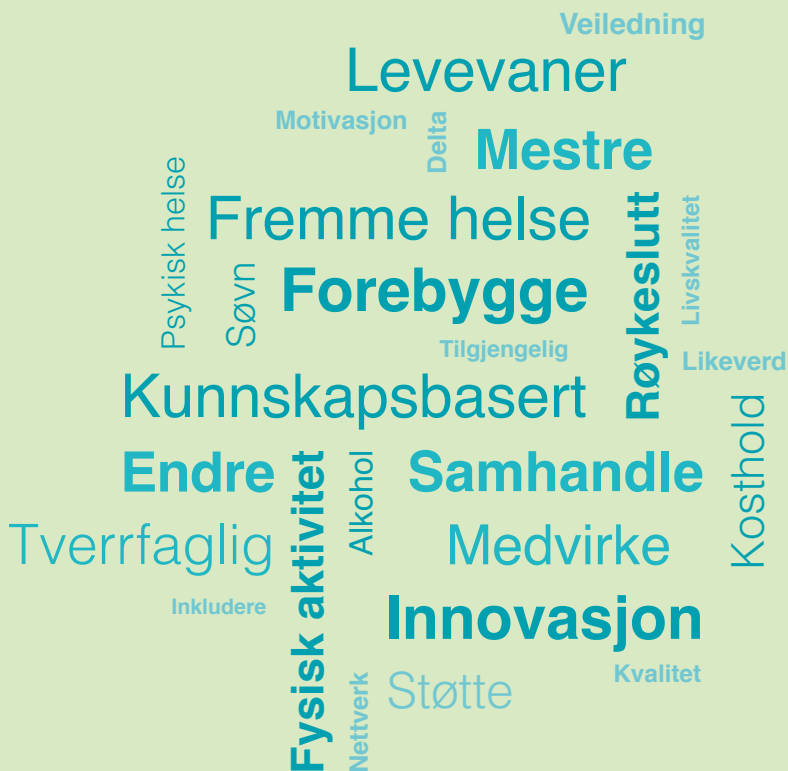 Veiledning
Levevaner
Motivasjon
Delta
Mestre
Psykisk helse
Fremme helse
Røykeslutt
Livskvalitet
Søvn
Forebygge
Tilgjengelig
Likeverd
Kunnskapsbasert
Kosthold
Endre
Fysisk aktivitet
Alkohol
Samhandle
Tverrfaglig
Medvirke
Inkludere
Innovasjon
Nettverk
Støtte
Kvalitet